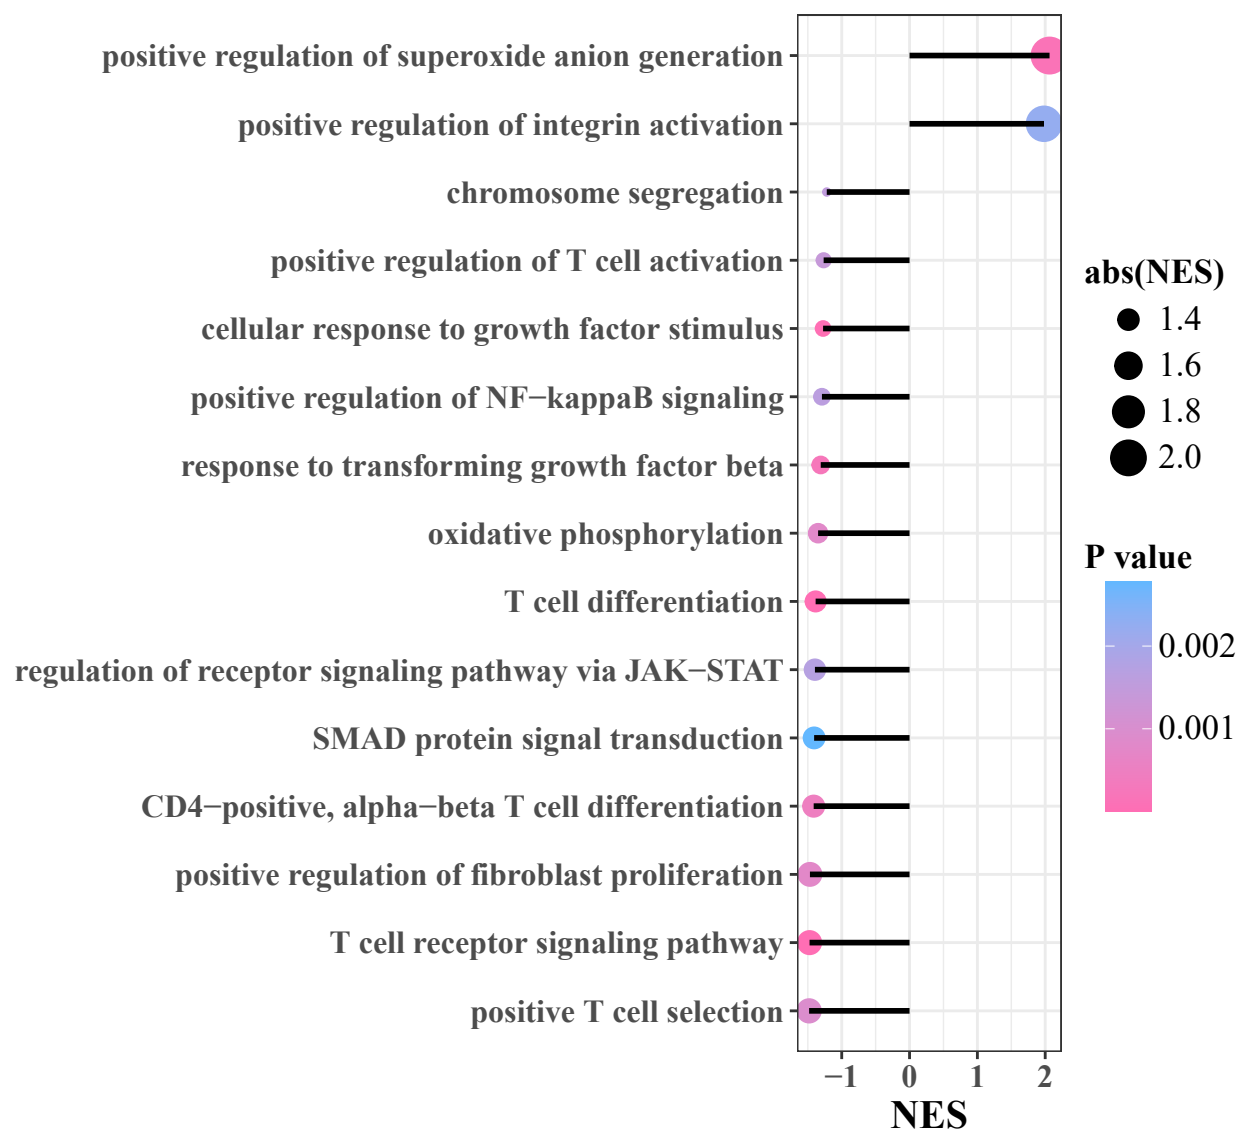 positive regulation of superoxide anion generation
positive regulation of integrin activation
chromosome segregation
positive regulation of T cell activation
cellular response to growth factor stimulus
positive regulation of NF−kappaB signaling
response to transforming growth factor beta
oxidative phosphorylation
T cell differentiation
regulation of receptor signaling pathway via JAK−STAT
SMAD protein signal transduction
CD4−positive, alpha−beta T cell differentiation
positive regulation of fibroblast proliferation
T cell receptor signaling pathway
positive T cell selection
−1 0 1 2
NES
abs(NES)
1.4
1.6
1.8
2.0
P value
0.002
0.001